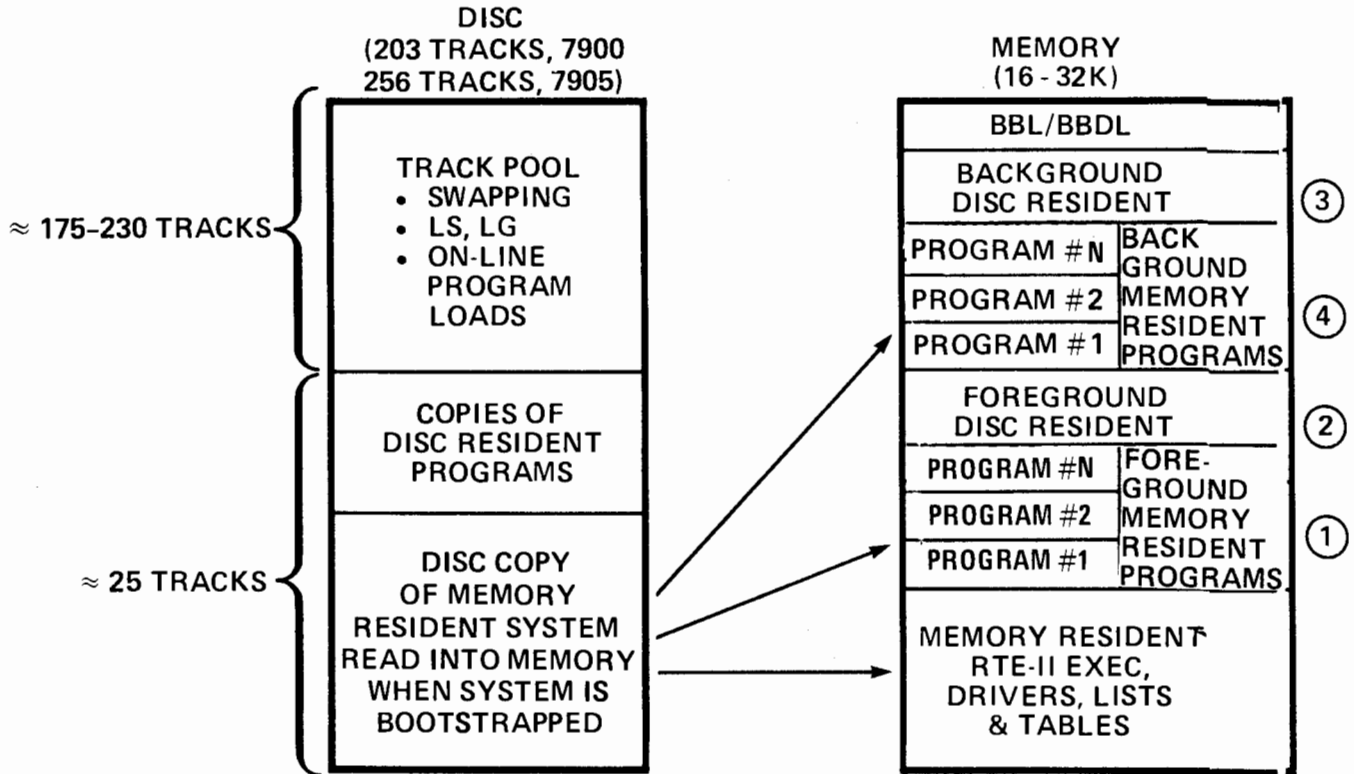 DISC
(203 TRACKS, 7900
256 TRACKS, 7905)
≈ 175–230 TRACKS
TRACK POOL
• SWAPPING
• LS, LG
• ON-LINE
PROGRAM
LOADS
≈ 25 TRACKS
COPIES OF
DISC RESIDENT
PROGRAMS
DISC COPY
OF MEMORY
RESIDENT SYSTEM
READ INTO MEMORY
WHEN SYSTEM IS
BOOTSTRAPPED
MEMORY
(16 - 32K)
BBL/BBDL
BACKGROUND
DISC RESIDENT
3
PROGRAM #N
PROGRAM #2
PROGRAM #1
BACK
GROUND
MEMORY
RESIDENT
PROGRAMS
4
FOREGROUND
DISC RESIDENT
2
PROGRAM #N
PROGRAM #2
PROGRAM #1
FORE-
GROUND
MEMORY
RESIDENT
PROGRAMS
1
MEMORY RESIDENT
RTE-II EXEC,
DRIVERS, LISTS
& TABLES